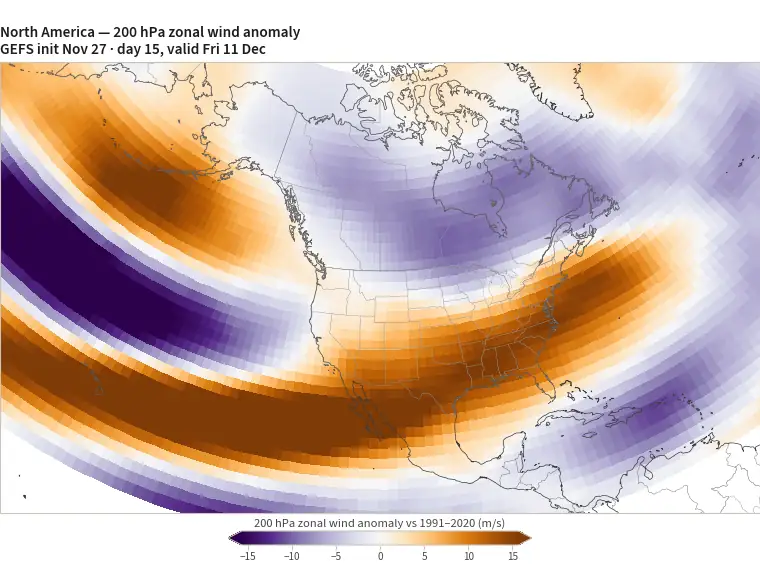 North America — 200 hPa zonal wind anomaly
GEFS init Nov 27 · day 15, valid Fri 11 Dec
200 hPa zonal wind anomaly vs 1991–2020 (m/s)
−15 −10 −5 0 5 10 15